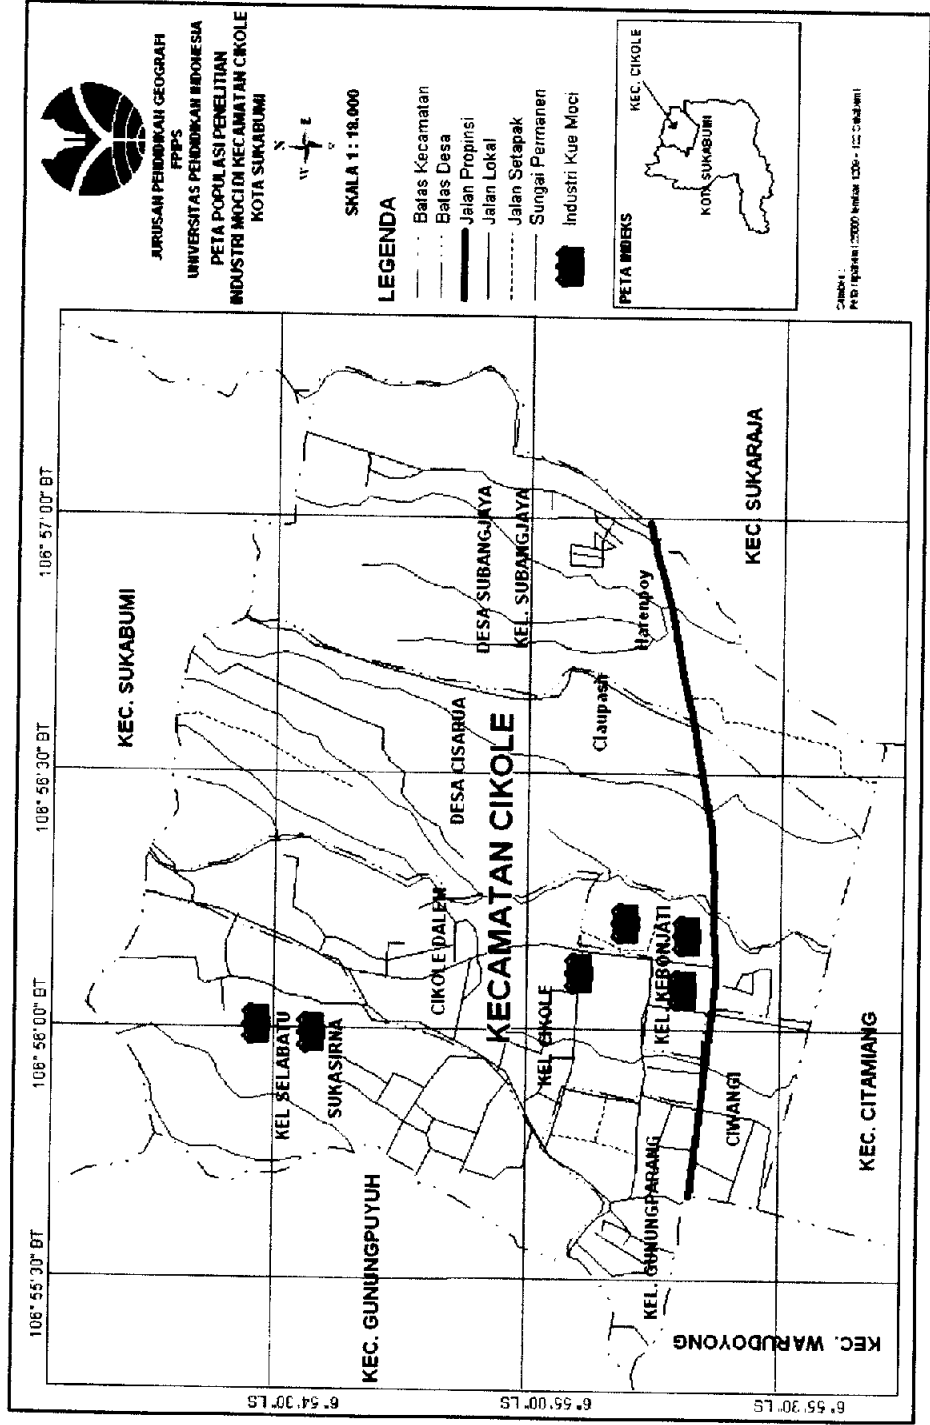 JURUSAN PENDIDIKAN GEOGRAFI
FPIPS
UNIVERSITAS PENDIDIKAN INDONESIA
PETA POPULASI PENELITIAN
INDUSTRI MOCI DI KECAMATAN CIKOLE
KOTA SUKABUMI
N
W E
SKALA 1 : 18.000
LEGENDA
Batas Kecamatan
Batas Desa
Jalan Propinsi
Jalan Lokal
Jalan Setapak
Sungai Permanen
Industri Kue Moci
PETA INDEKS
KEC. CIKOLE
KOTA SUKABUMI
106° 55' 30" BT
106° 56' 00" BT
106° 56' 30" BT
106° 57' 00" BT
6° 54' 30" LS
6° 55' 00" LS
6° 55' 30" LS
KEC. SUKABUMI
KEC. GUNUNGPUYUH
KEL SELABATU
SUKASIRNA
CIKOLE DALEM
DESA CISARUA
DESA SUBANGJAYA
KEL. SUBANGJAYA
KECAMATAN CIKOLE
KEL CIKOLE
KEL. KEBONJATI
KEL. GUNUNGPARANG
CIWANGI
KEC. SUKARAJA
KEC. CITAMIANG
KEC. WARUDOYONG